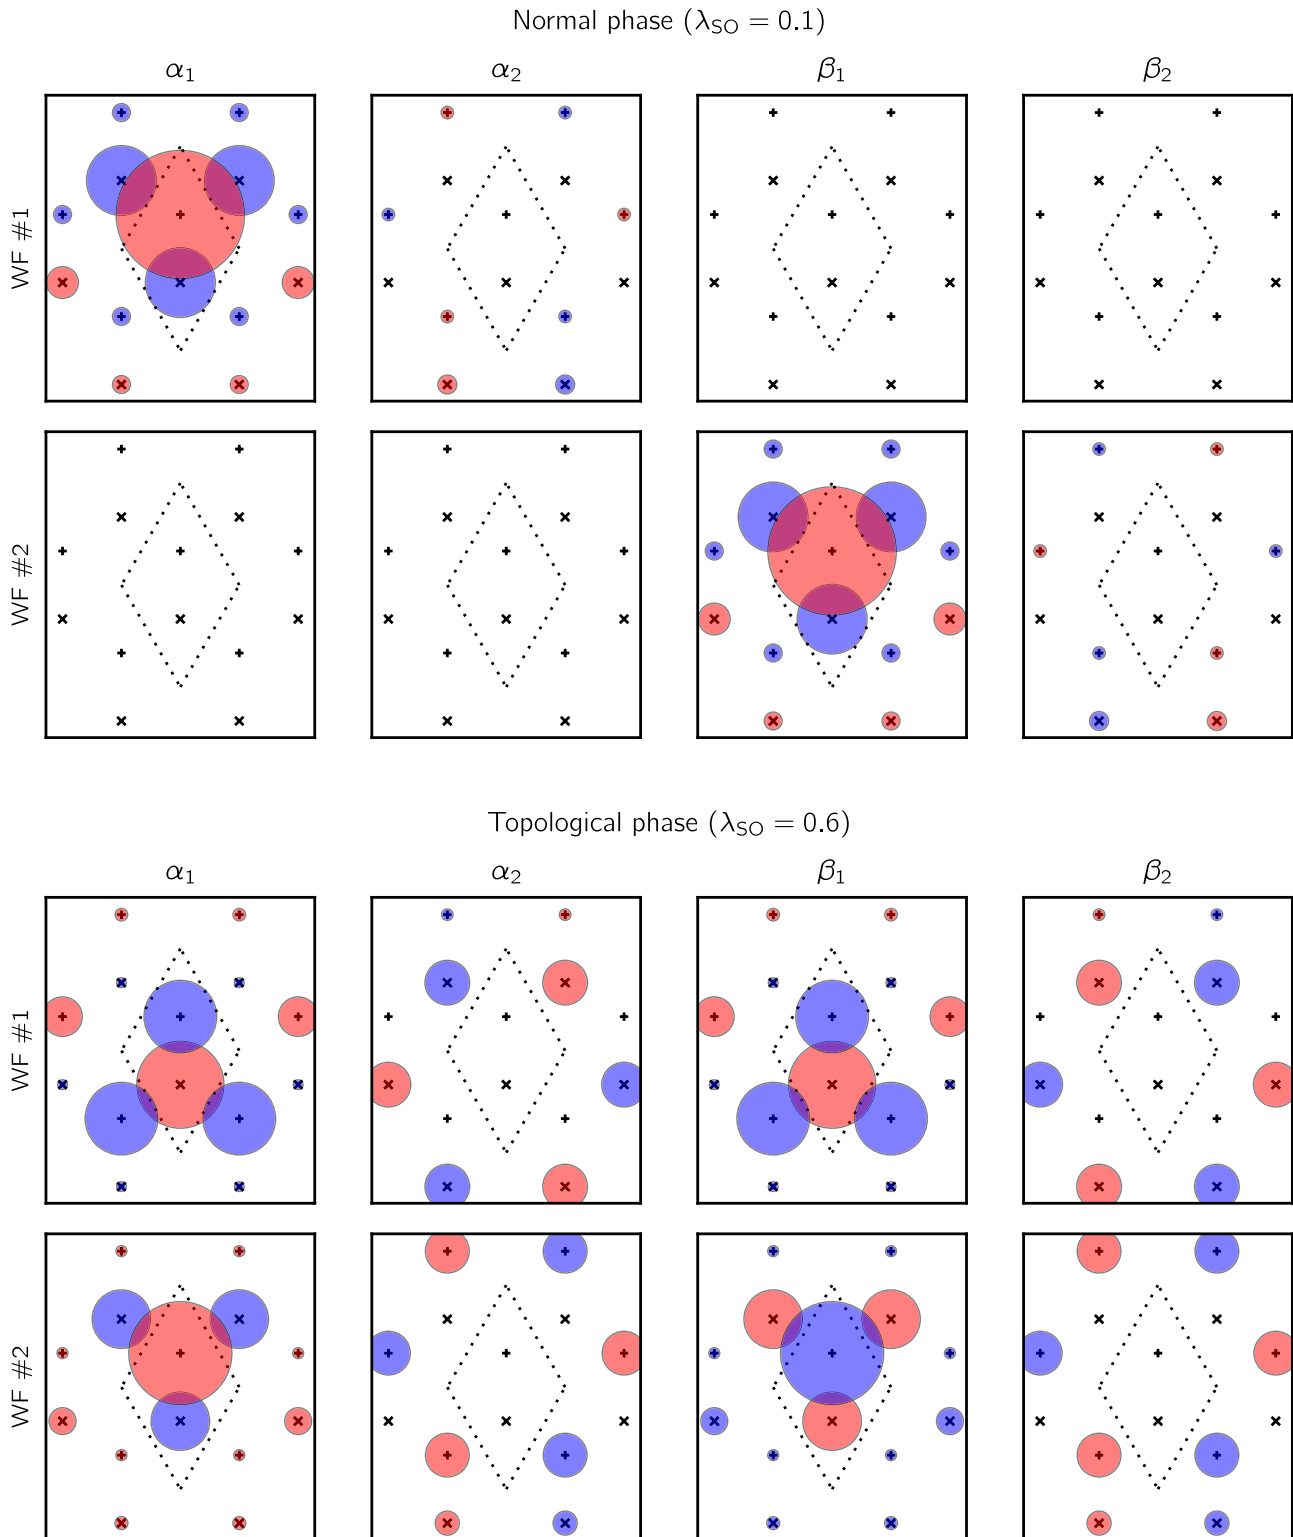 Normal phase (λSO = 0.1)
α1 α2 β1 β2
WF #1
WF #2
Topological phase (λSO = 0.6)
α1 α2 β1 β2
WF #1
WF #2